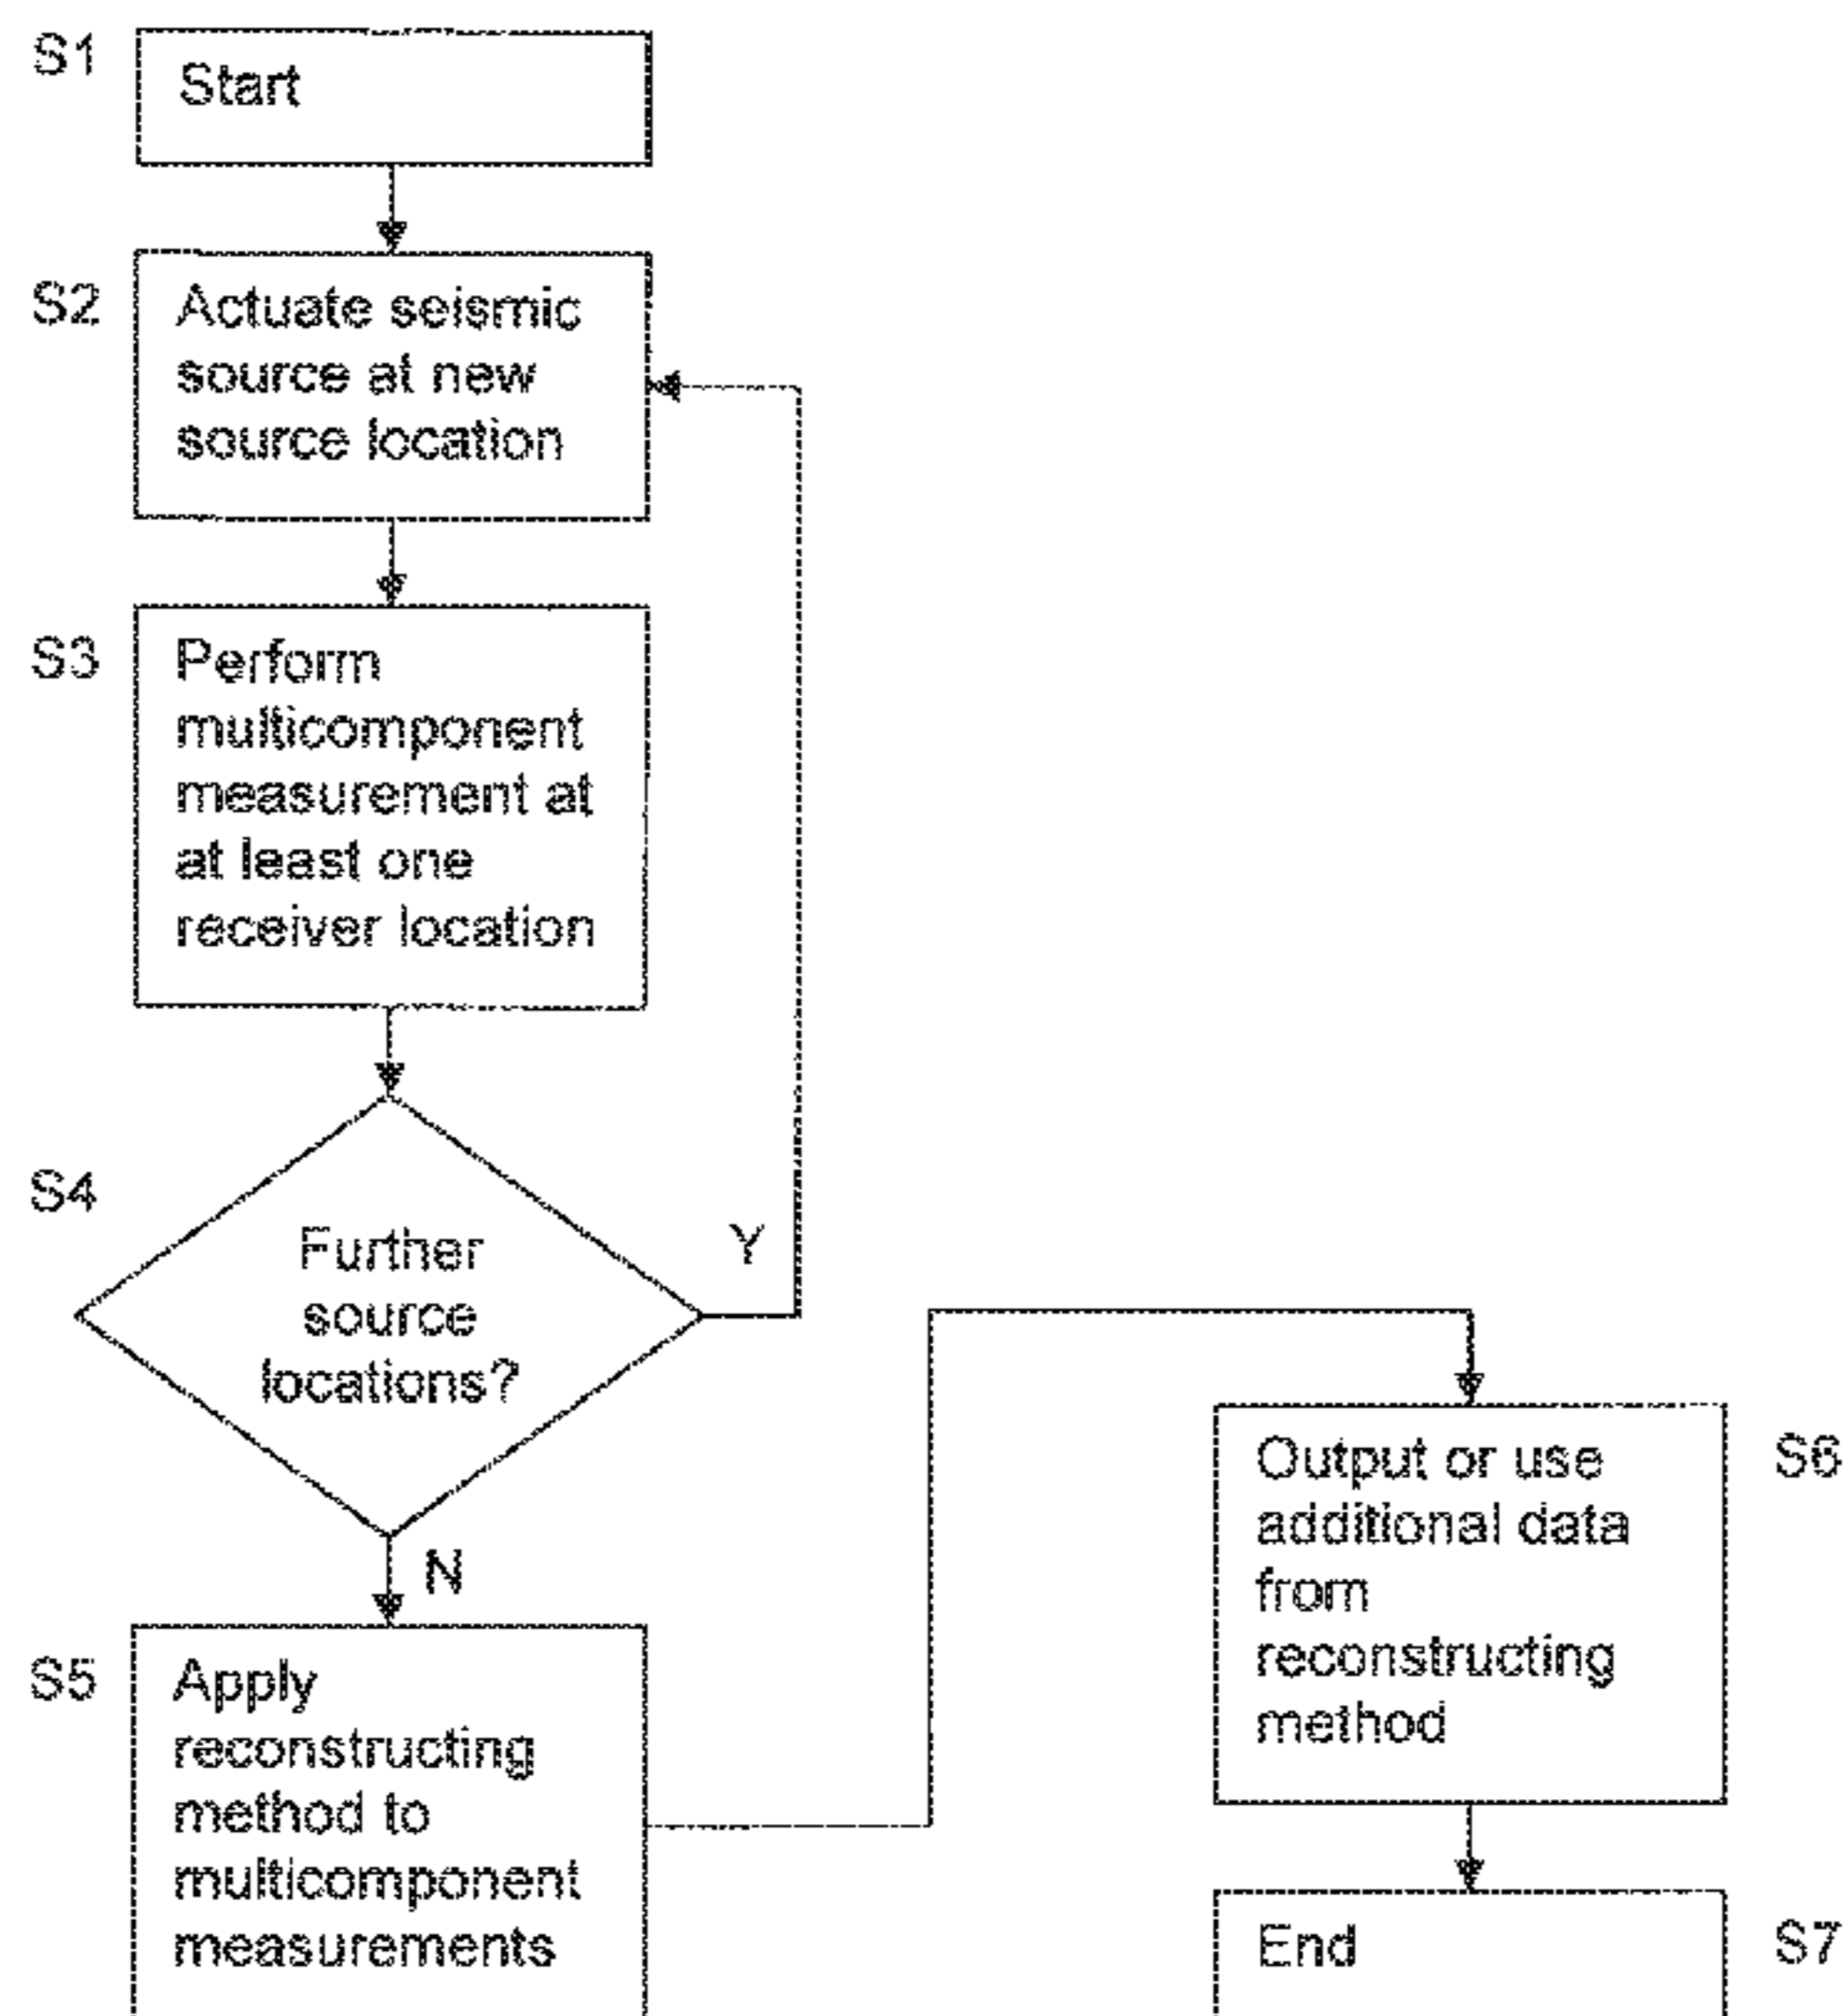 S1
Start
S2
Actuate seismic
source at new
source location
S3
Perform
multicomponent
measurement at
at least one
receiver location
S4
Further
source
locations?
Y
N
S5
Apply
reconstructing
method to
multicomponent
measurements
Output or use
additional data
from
reconstructing
method
S6
End
S7